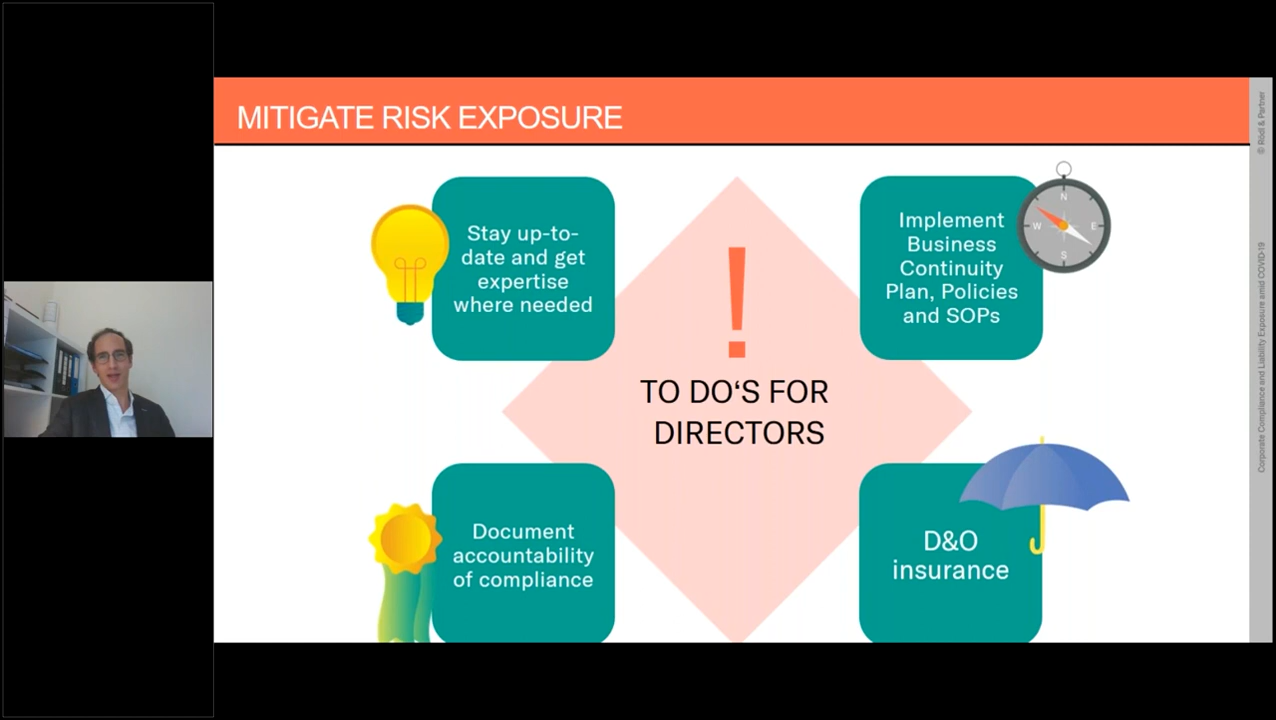 MITIGATE RISK EXPOSURE
Stay up-to-
date and get
expertise
where needed
Implement
Business
Continuity
Plan, Policies
and SOPs
N
W
E
S
!
TO DO‘S FOR
DIRECTORS
Document
accountability
of compliance
D&O
insurance
© Rödl & Partner
Corporate Compliance and Liability Exposure amid COVID-19